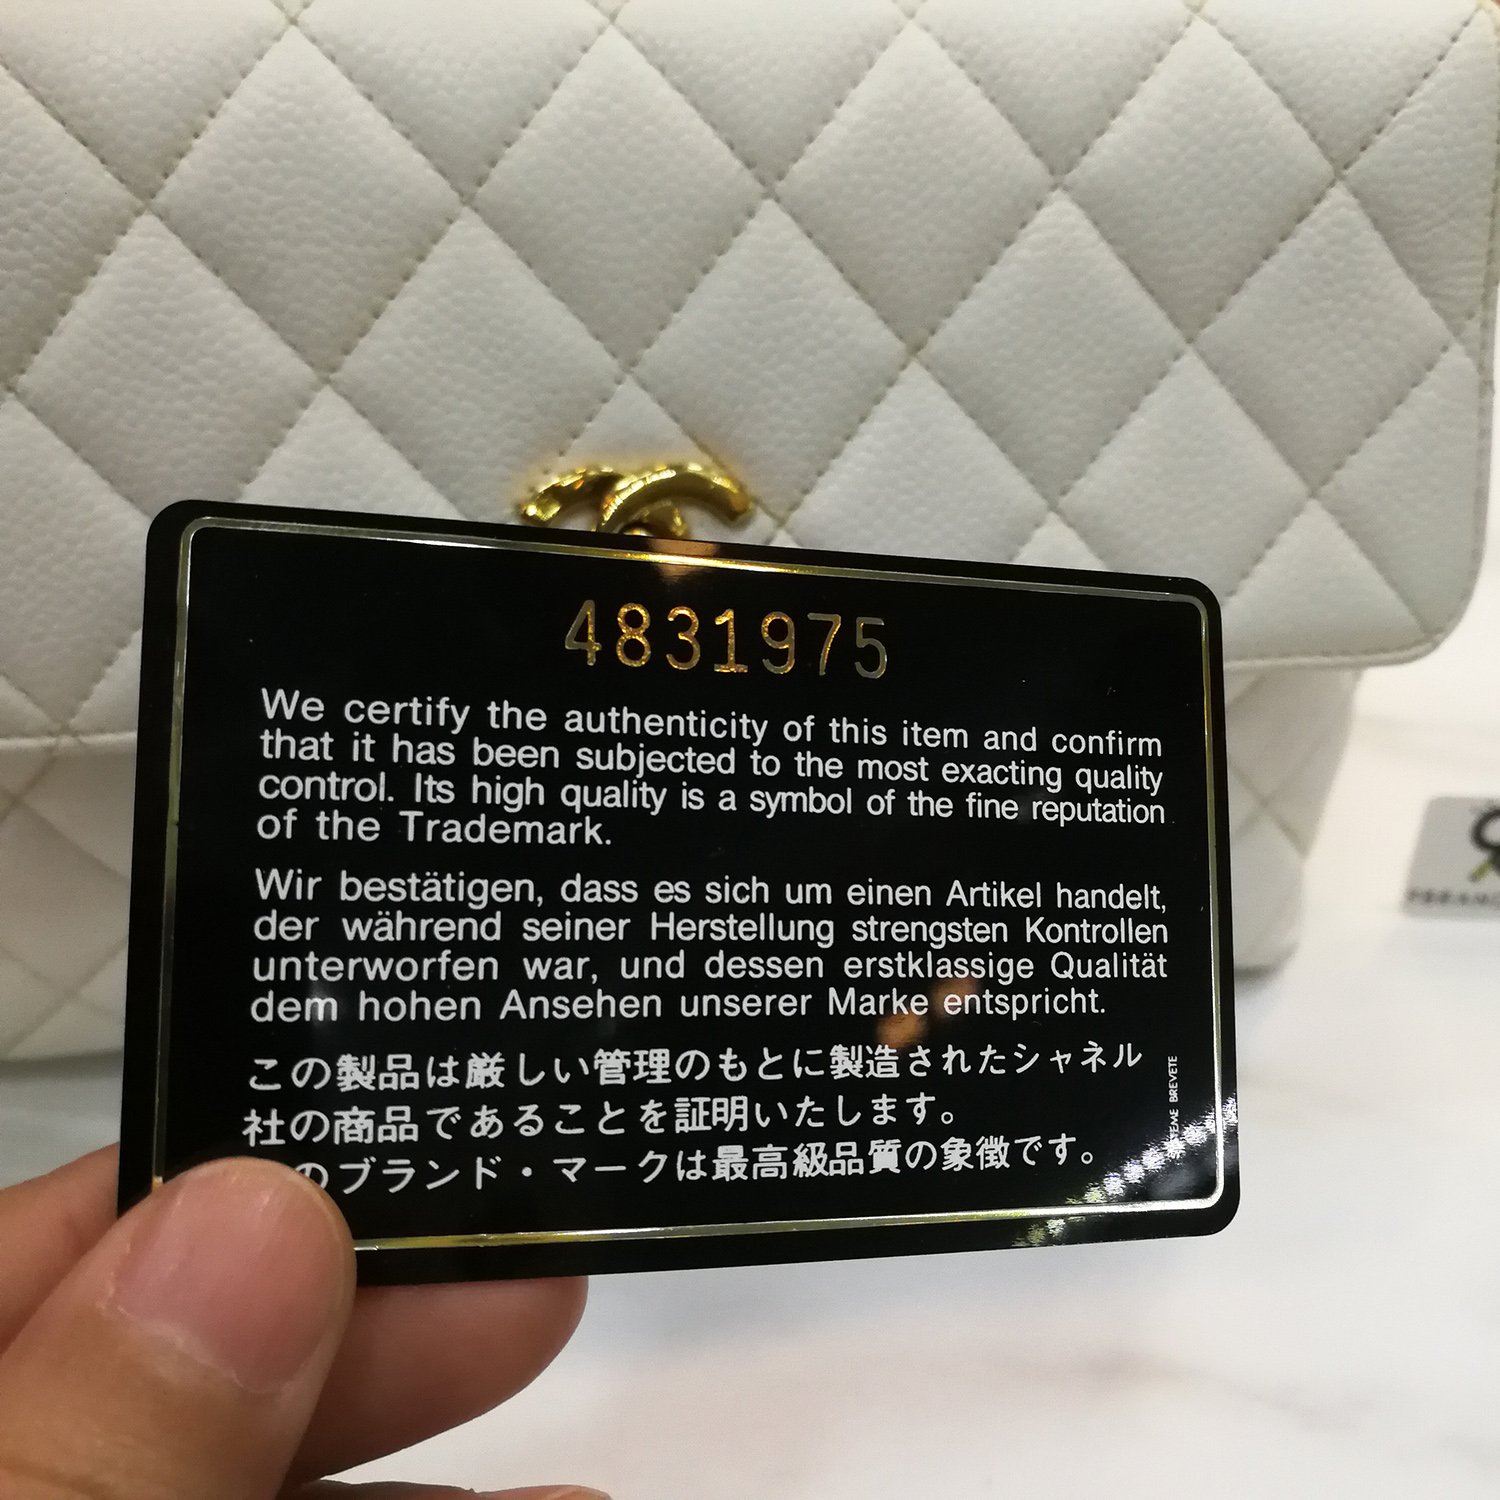 4831975
We certify the authenticity of this item and confirm
that it has been subjected to the most exacting quality
control. Its high quality is a symbol of the fine reputation
of the Trademark.
Wir bestätigen, dass es sich um einen Artikel handelt,
der während seiner Herstellung strengsten Kontrollen
unterworfen war, und dessen erstklassige Qualität
dem hohen Ansehen unserer Marke entspricht.
この製品は厳しい管理のもとに製造されたシャネル
社の商品であることを証明いたします。
のブランド・マークは最高級品質の象徴です。
BREVETE